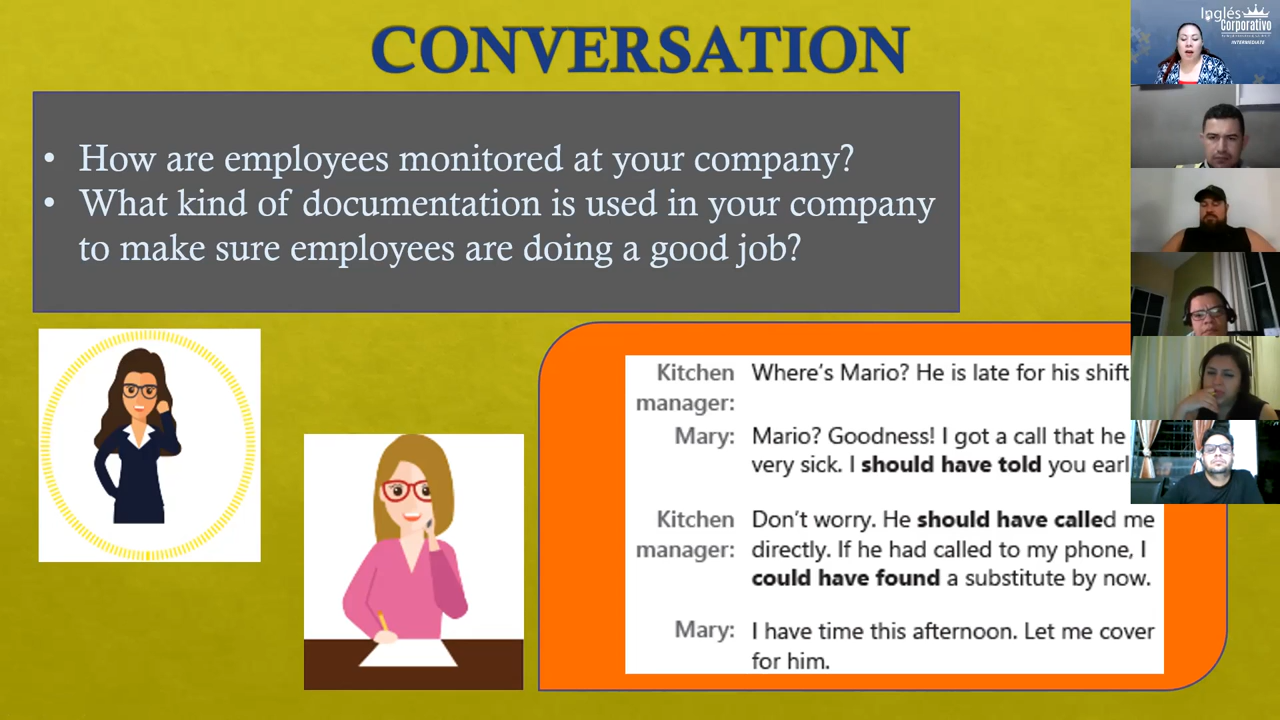 CONVERSATION
• How are employees monitored at your company?
• What kind of documentation is used in your company
to make sure employees are doing a good job?
Kitchen manager:
Where's Mario? He is late for his shift
Mary:
Mario? Goodness! I got a call that he
very sick. I should have told you earl
Kitchen manager:
Don't worry. He should have called me
directly. If he had called to my phone, I
could have found a substitute by now.
Mary:
I have time this afternoon. Let me cover
for him.
Inglés
Corporativo
INTERMEDIATE